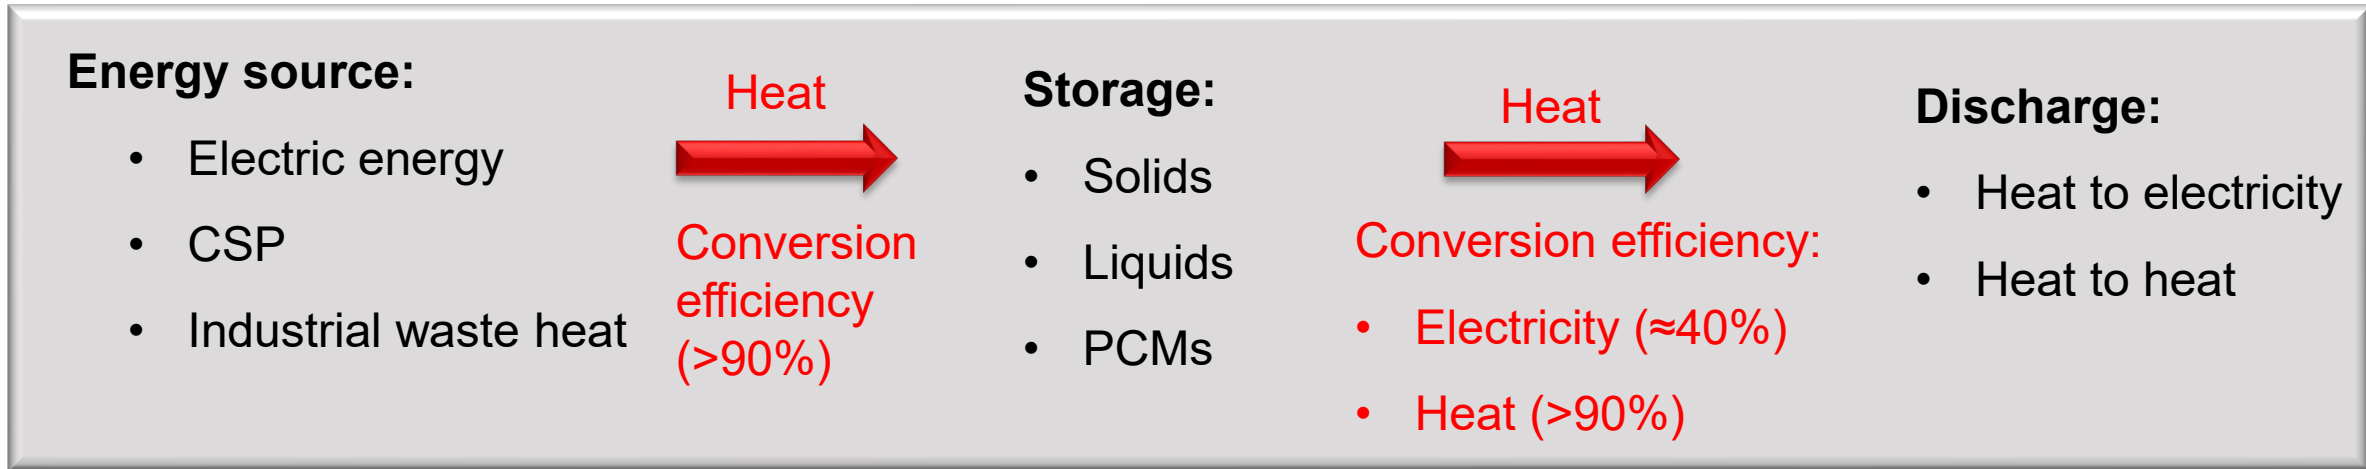 Energy source:
• Electric energy
• CSP
• Industrial waste heat
Heat
Conversion
efficiency
(>90%)
Storage:
• Solids
• Liquids
• PCMs
Heat
Conversion efficiency:
• Electricity (≈40%)
• Heat (>90%)
Discharge:
• Heat to electricity
• Heat to heat